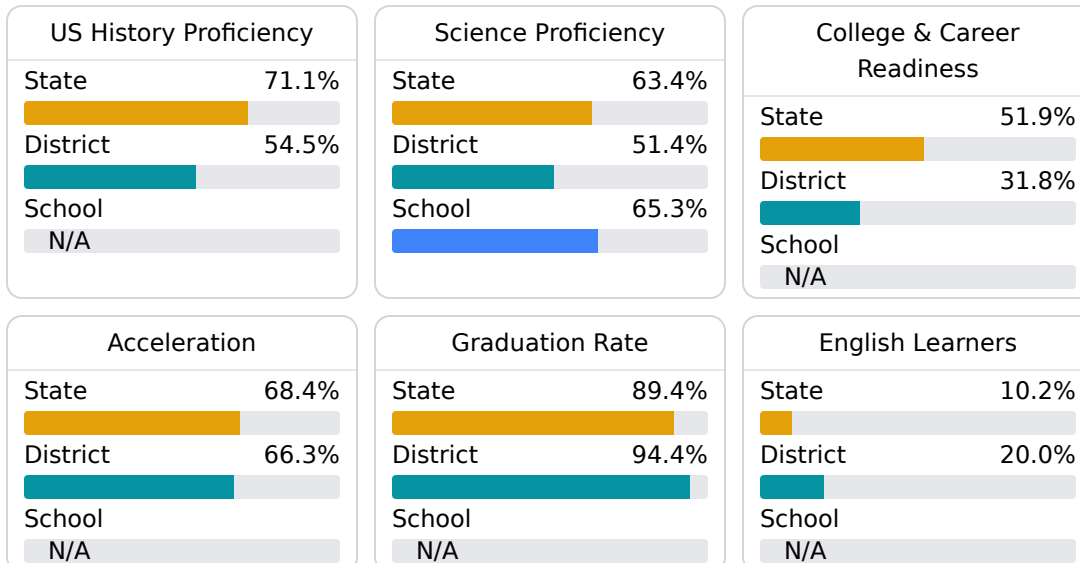 US History Proficiency
State 71.1%
District 54.5%
School
N/A
Science Proficiency
State 63.4%
District 51.4%
School 65.3%
College & Career
Readiness
State 51.9%
District 31.8%
School
N/A
Acceleration
State 68.4%
District 66.3%
School
N/A
Graduation Rate
State 89.4%
District 94.4%
School
N/A
English Learners
State 10.2%
District 20.0%
School
N/A